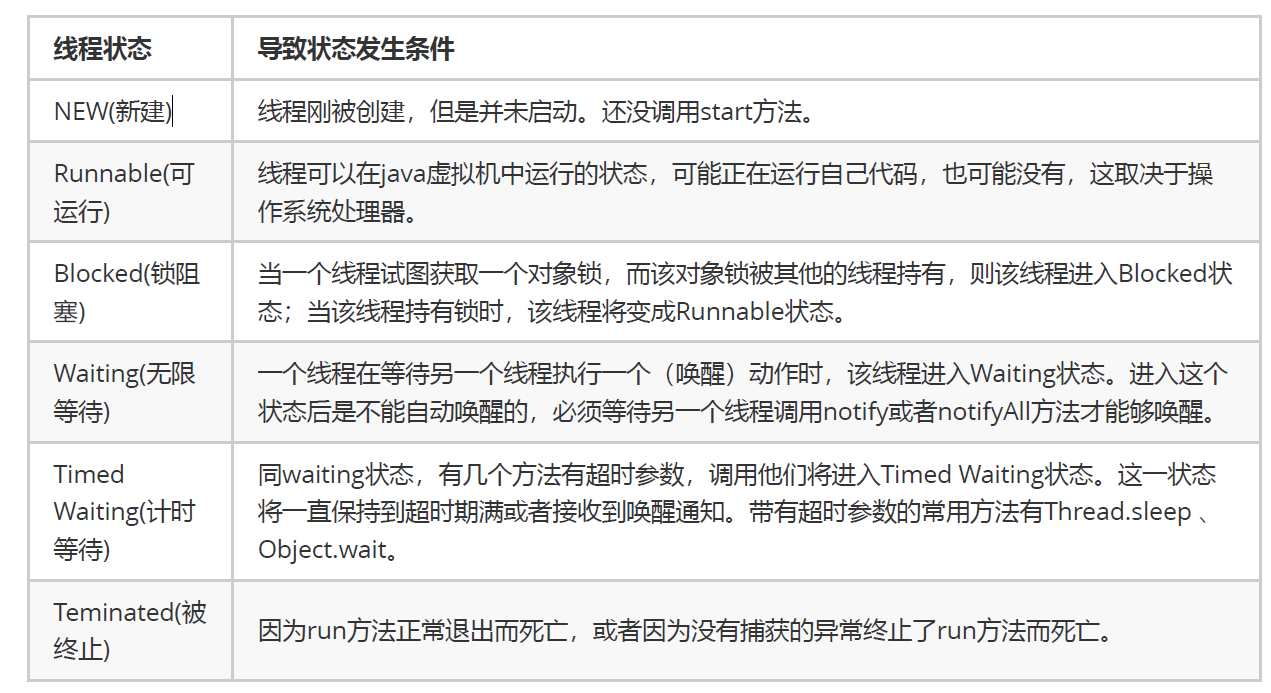 线程状态
导致状态发生条件
NEW(新建)
线程刚被创建，但是并未启动。还没调用start方法。
Runnable(可
运行)
线程可以在java虚拟机中运行的状态，可能正在运行自己代码，也可能没有，这取决于操
作系统处理器。
Blocked(锁阻
塞)
当一个线程试图获取一个对象锁，而该对象锁被其他的线程持有，则该线程进入Blocked状
态；当该线程持有锁时，该线程将变成Runnable状态。
Waiting(无限
等待)
一个线程在等待另一个线程执行一个（唤醒）动作时，该线程进入Waiting状态。进入这个
状态后是不能自动唤醒的，必须等待另一个线程调用notify或者notifyAll方法才能够唤醒。
Timed
Waiting(计时
等待)
同waiting状态，有几个方法有超时参数，调用他们将进入Timed Waiting状态。这一状态
将一直保持到超时期满或者接收到唤醒通知。带有超时参数的常用方法有Thread.sleep 、
Object.wait。
Teminated(被
终止)
因为run方法正常退出而死亡，或者因为没有捕获的异常终止了run方法而死亡。